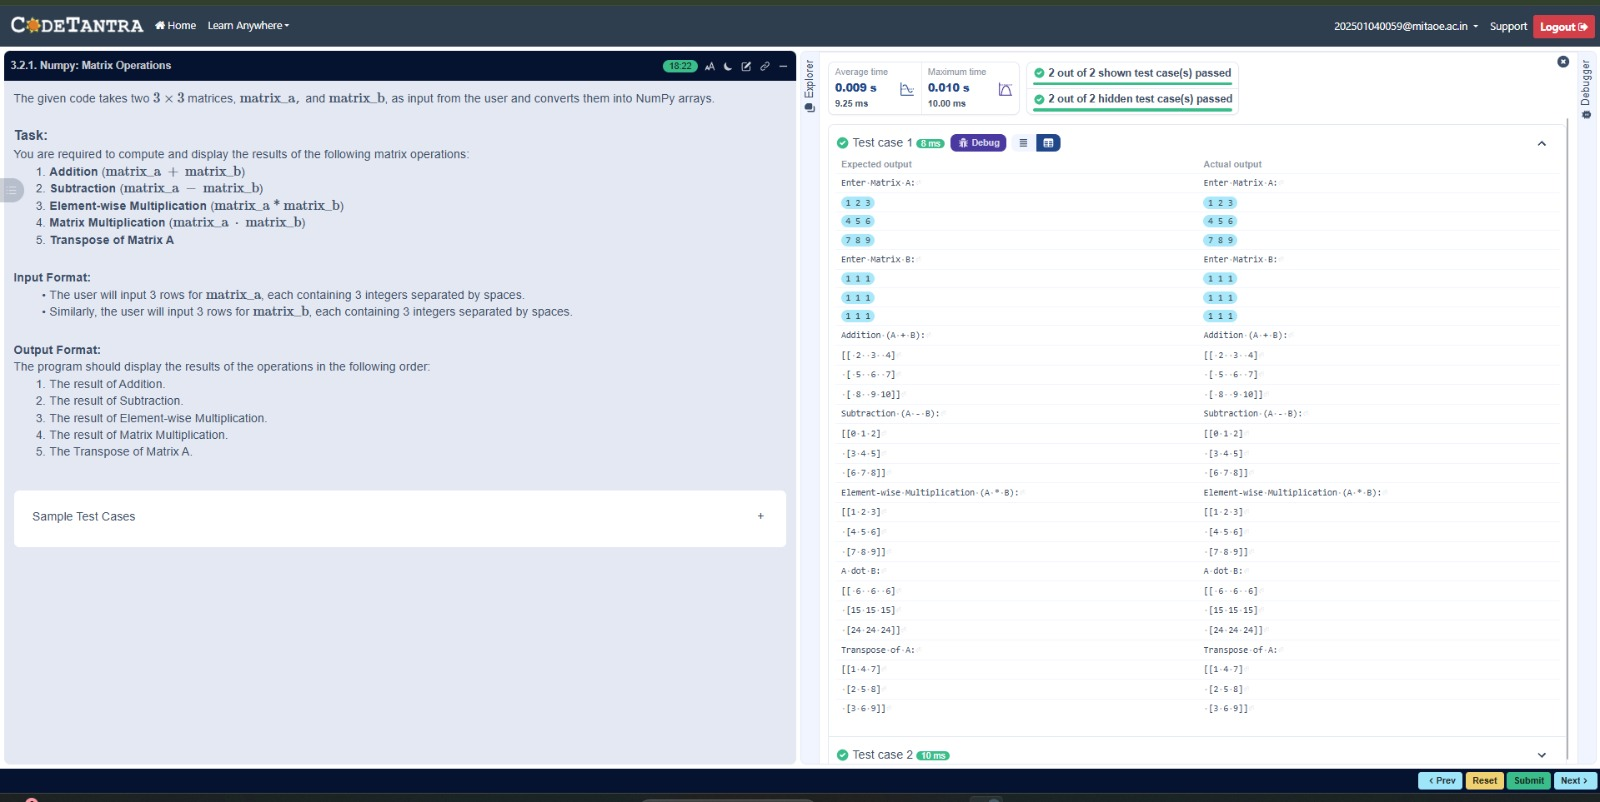 CODETANTRA Home Learn Anywhere 202501040059@mitaoe.ac.in Support Logout
3.2.1. Numpy: Matrix Operations 18:22
The given code takes two 3 × 3 matrices, matrix_a, and matrix_b, as input from the user and converts them into NumPy arrays.
Task:
You are required to compute and display the results of the following matrix operations:
1. Addition (matrix_a + matrix_b)
2. Subtraction (matrix_a − matrix_b)
3. Element-wise Multiplication (matrix_a * matrix_b)
4. Matrix Multiplication (matrix_a · matrix_b)
5. Transpose of Matrix A
Input Format:
• The user will input 3 rows for matrix_a, each containing 3 integers separated by spaces.
• Similarly, the user will input 3 rows for matrix_b, each containing 3 integers separated by spaces.
Output Format:
The program should display the results of the operations in the following order:
1. The result of Addition.
2. The result of Subtraction.
3. The result of Element-wise Multiplication.
4. The result of Matrix Multiplication.
5. The Transpose of Matrix A.
Sample Test Cases +
Explorer
Average time
0.009 s
9.25 ms
Maximum time
0.010 s
10.00 ms
2 out of 2 shown test case(s) passed
2 out of 2 hidden test case(s) passed
Debugger
Test case 1 8 ms Debug
Expected output Actual output
Enter·Matrix·A: Enter·Matrix·A:
1 2 3 1 2 3
4 5 6 4 5 6
7 8 9 7 8 9
Enter·Matrix·B: Enter·Matrix·B:
1 1 1 1 1 1
1 1 1 1 1 1
1 1 1 1 1 1
Addition·(A·+·B): Addition·(A·+·B):
[[·2··3··4] [[·2··3··4]
·[·5··6··7] ·[·5··6··7]
·[·8··9·10]] ·[·8··9·10]]
Subtraction·(A·-·B): Subtraction·(A·-·B):
[[0·1·2] [[0·1·2]
·[3·4·5] ·[3·4·5]
·[6·7·8]] ·[6·7·8]]
Element-wise·Multiplication·(A·*·B): Element-wise·Multiplication·(A·*·B):
[[1·2·3] [[1·2·3]
·[4·5·6] ·[4·5·6]
·[7·8·9]] ·[7·8·9]]
A·dot·B: A·dot·B:
[[·6··6··6] [[·6··6··6]
·[15·15·15] ·[15·15·15]
·[24·24·24]] ·[24·24·24]]
Transpose·of·A: Transpose·of·A:
[[1·4·7] [[1·4·7]
·[2·5·8] ·[2·5·8]
·[3·6·9]] ·[3·6·9]]
Test case 2 10 ms
< Prev Reset Submit Next >